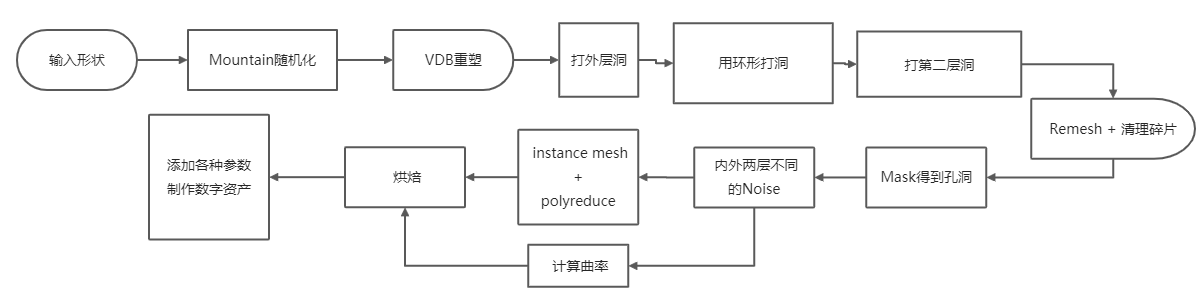 输入形状
Mountain随机化
VDB重塑
打外层洞
用环形打洞
打第二层洞
Remesh + 清理碎片
Mask得到孔洞
内外两层不同
的Noise
instance mesh
+
polyreduce
计算曲率
烘焙
添加各种参数
制作数字资产